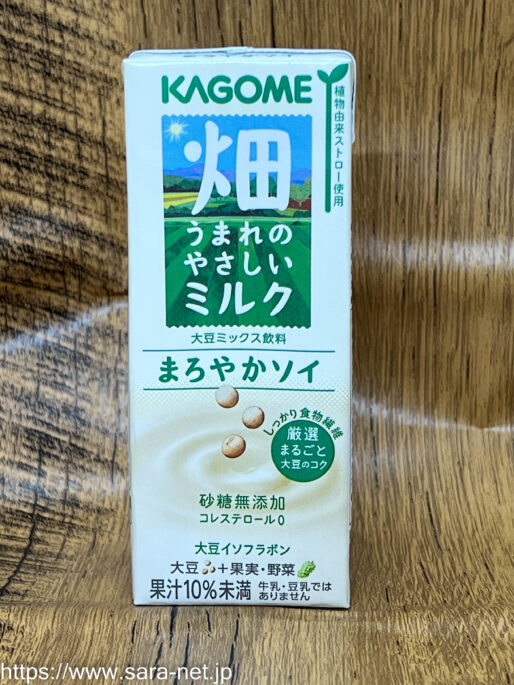 KAGOME
植物由来ストロー使用
畑
うまれの
やさしい
ミルク
大豆ミックス飲料
まろやかソイ
しっかり食物繊維
厳選
まるごと
大豆のコク
砂糖無添加
コレステロール0
大豆イソフラボン
大豆+果実・野菜
果汁10%未満 牛乳・豆乳では
ありません
https://www.sara-net.jp